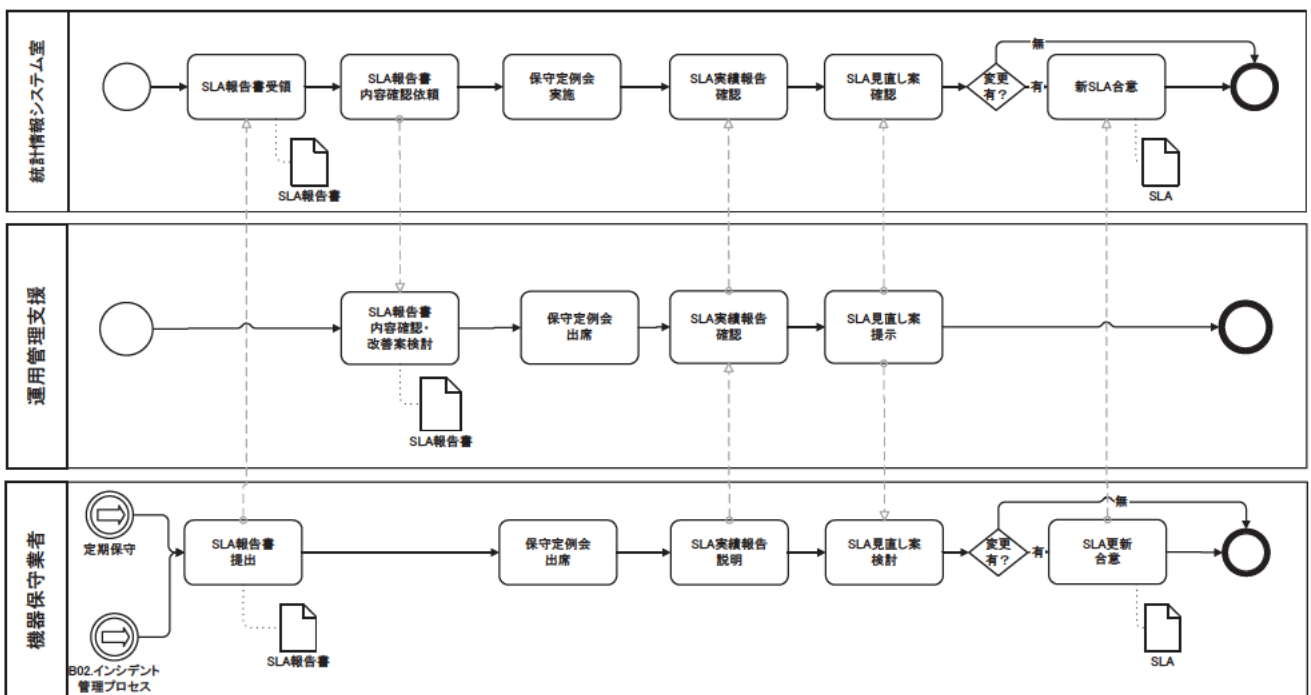 統計情報システム室
SLA報告書受領
SLA報告書
内容確認依頼
保守定例会
実施
SLA実績報告
確認
SLA見直し案
確認
変更
有?
無
有
新SLA合意
SLA報告書
SLA
運用管理支援
SLA報告書
内容確認・
改善案検討
保守定例会
出席
SLA実績報告
確認
SLA見直し案
提示
SLA報告書
機器保守業者
定期保守
B02.インシデント
管理プロセス
SLA報告書
提出
保守定例会
出席
SLA実績報告
説明
SLA見直し案
検討
変更
有?
無
有
SLA更新
合意
SLA報告書
SLA